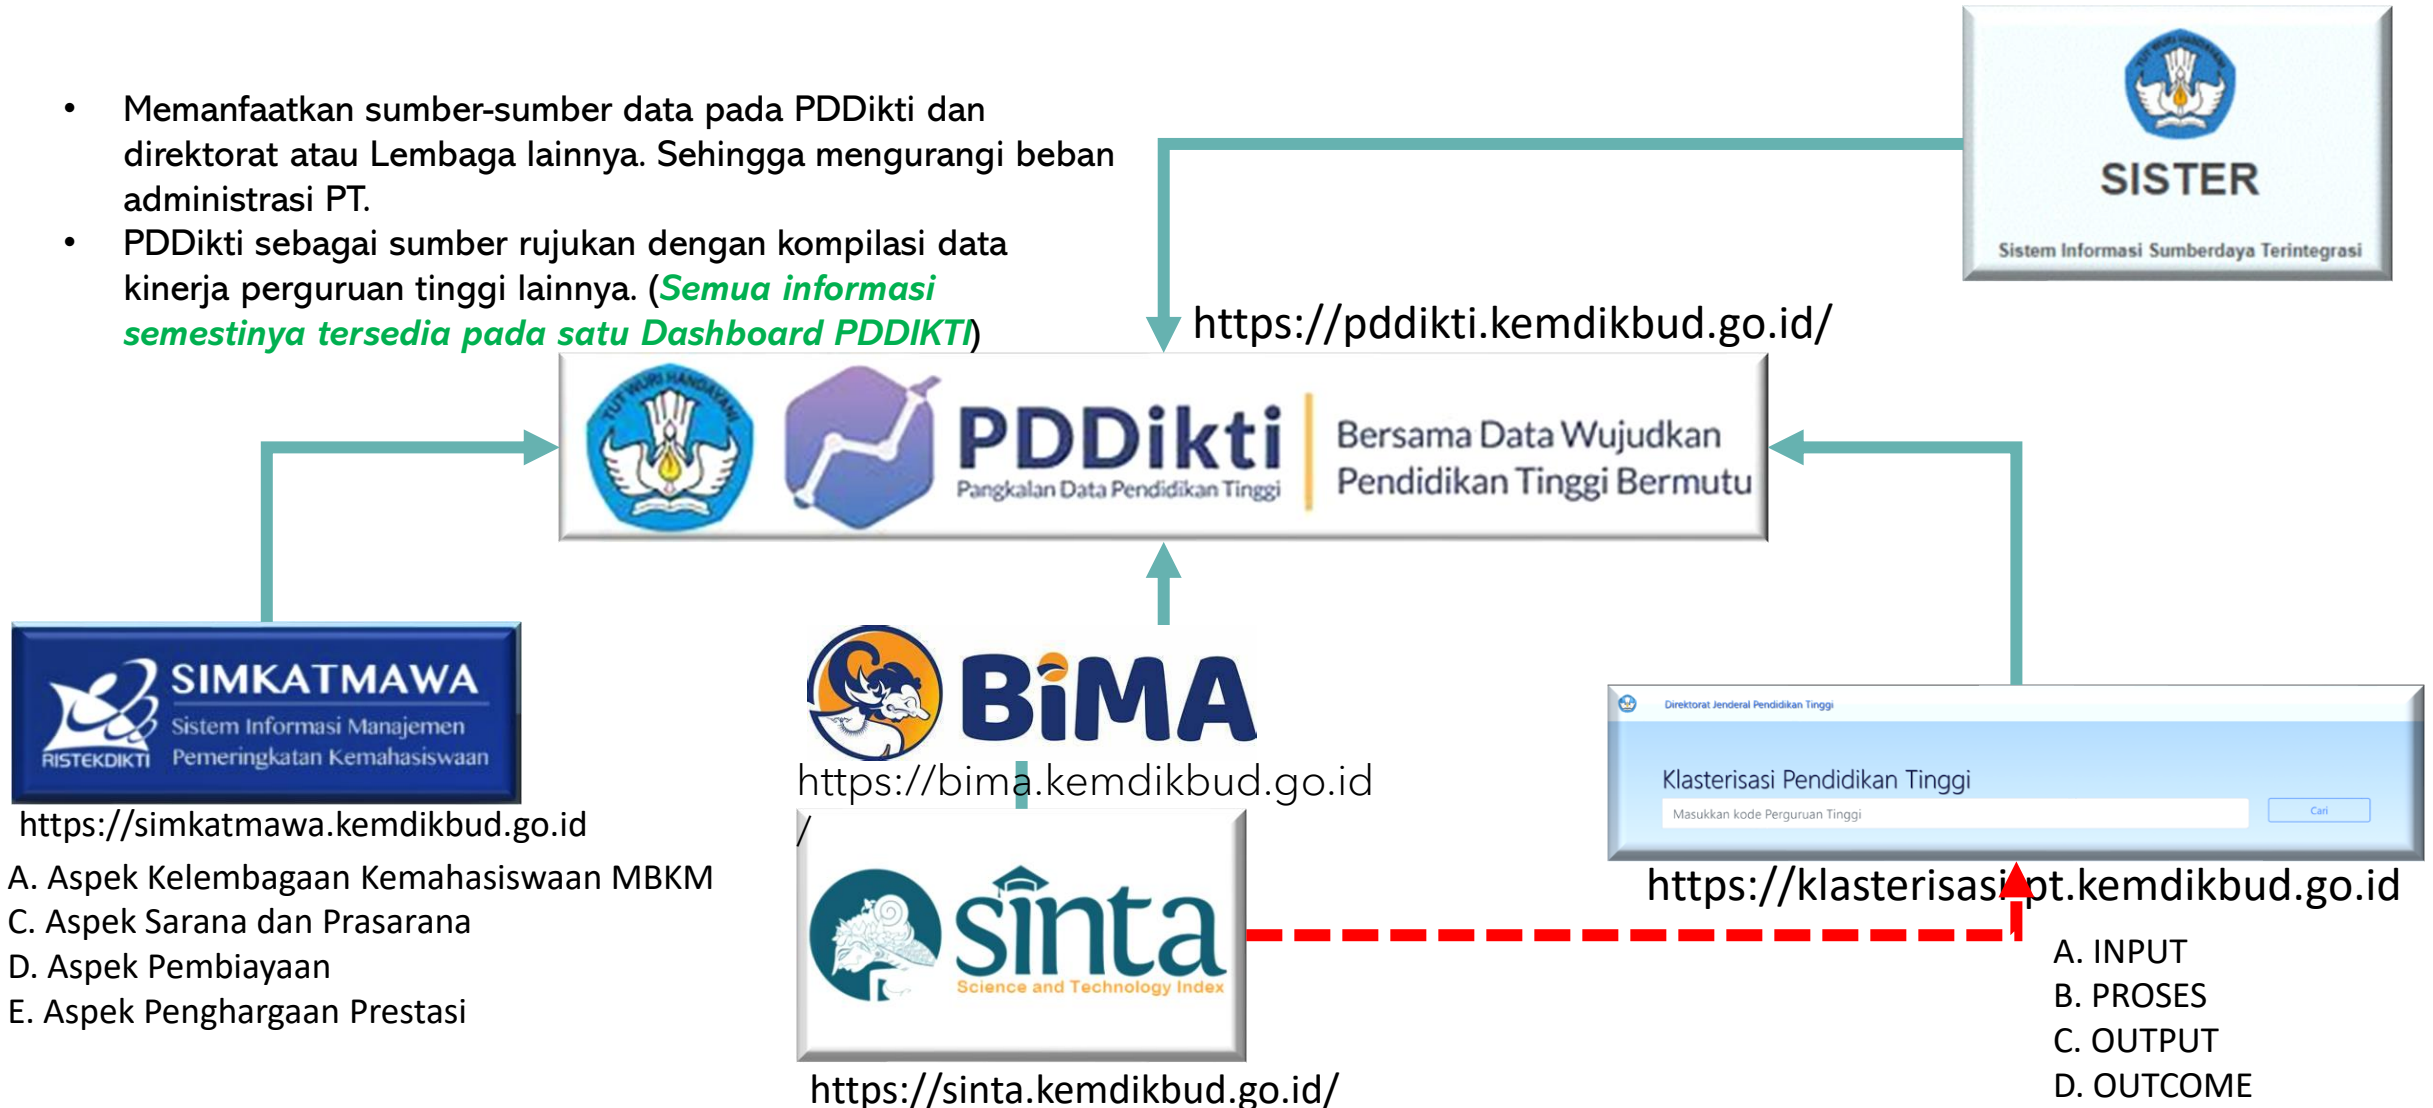 • Memanfaatkan sumber-sumber data pada PDDikti dan
direktorat atau Lembaga lainnya. Sehingga mengurangi beban
administrasi PT.
• PDDikti sebagai sumber rujukan dengan kompilasi data
kinerja perguruan tinggi lainnya. (Semua informasi
semestinya tersedia pada satu Dashboard PDDIKTI)
SISTER
Sistem Informasi Sumberdaya Terintegrasi
https://pddikti.kemdikbud.go.id/
TUT WURI HANDAYANI
PDDikti
Pangkalan Data Pendidikan Tinggi
Bersama Data Wujudkan
Pendidikan Tinggi Bermutu
SIMKATMAWA
Sistem Informasi Manajemen
Pemeringkatan Kemahasiswaan
RISTEKDIKTI
https://simkatmawa.kemdikbud.go.id
A. Aspek Kelembagaan Kemahasiswaan MBKM
C. Aspek Sarana dan Prasarana
D. Aspek Pembiayaan
E. Aspek Penghargaan Prestasi
BiMA
https://bima.kemdikbud.go.id
/
sinta
Science and Technology Index
https://sinta.kemdikbud.go.id/
Direktorat Jenderal Pendidikan Tinggi
Klasterisasi Pendidikan Tinggi
Masukkan kode Perguruan Tinggi
Cari
https://klasterisasi-pt.kemdikbud.go.id
A. INPUT
B. PROSES
C. OUTPUT
D. OUTCOME